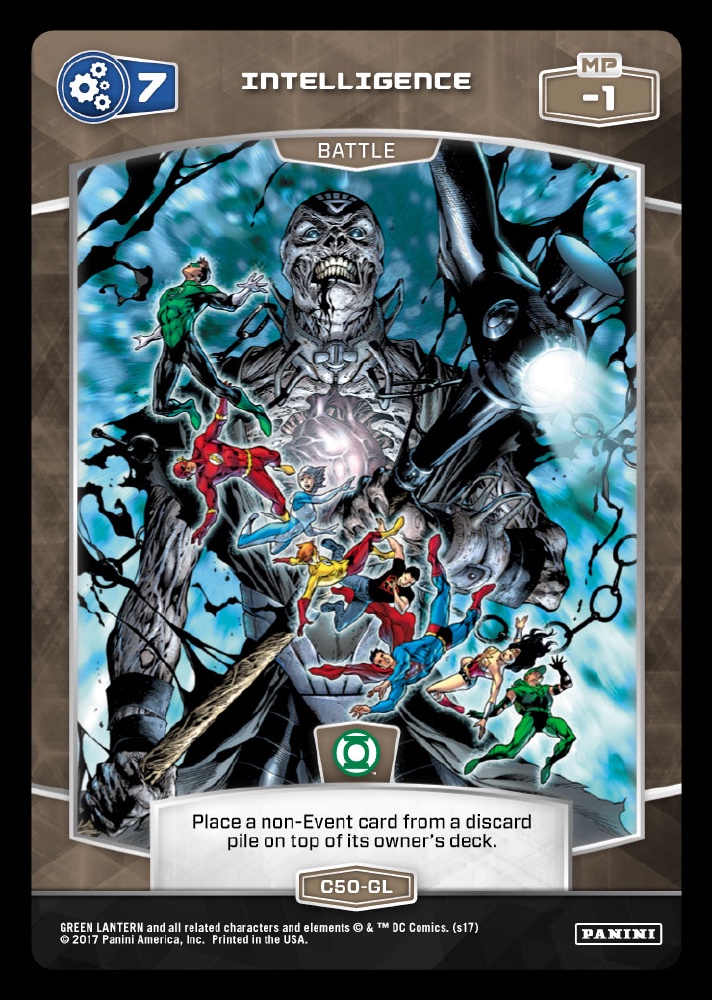 7
INTELLIGENCE
MP
-1
BATTLE
Place a non-Event card from a discard
pile on top of its owner's deck.
C50-GL
GREEN LANTERN and all related characters and elements © & ™ DC Comics. (s17)
© 2017 Panini America, Inc. Printed in the USA.
PANINI